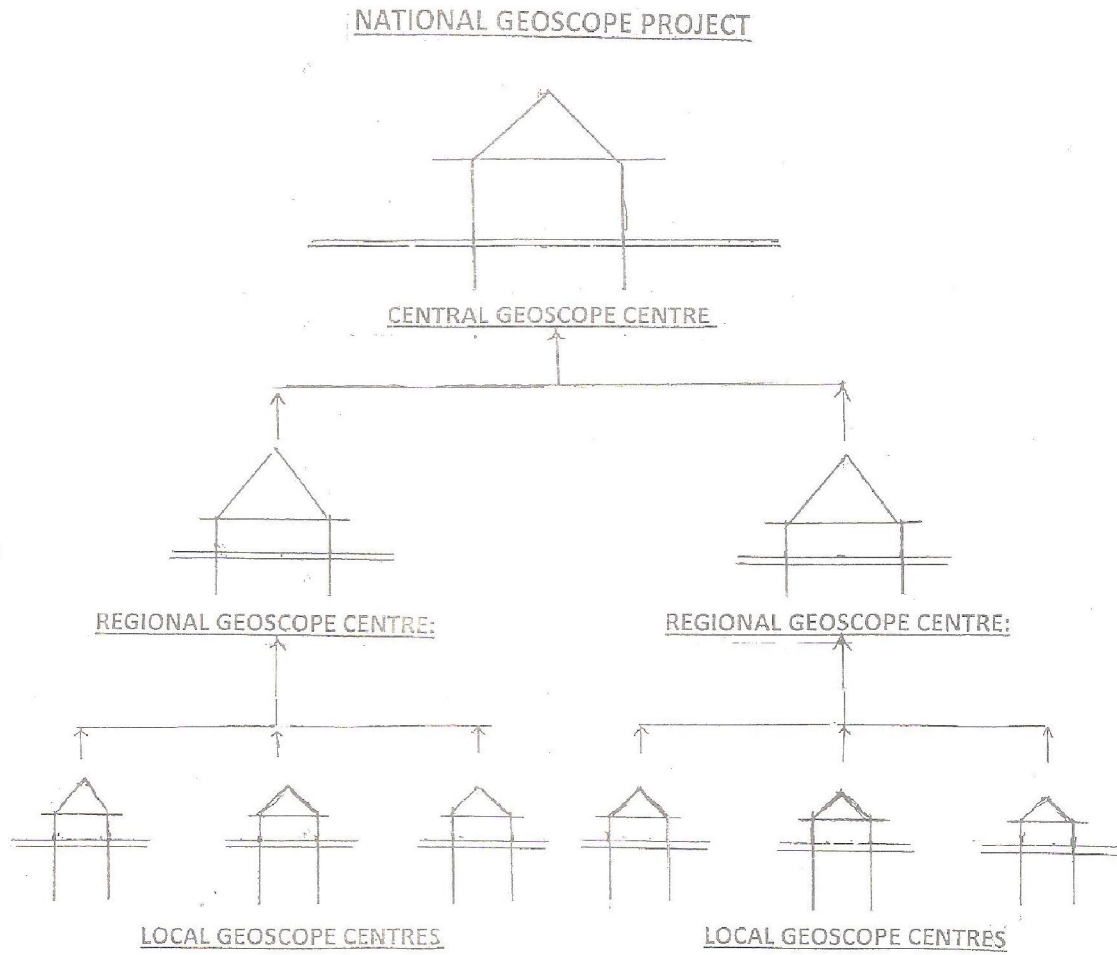 NATIONAL GEOSCOPE PROJECT
CENTRAL GEOSCOPE CENTRE
REGIONAL GEOSCOPE CENTRE:
REGIONAL GEOSCOPE CENTRE:
LOCAL GEOSCOPE CENTRES
LOCAL GEOSCOPE CENTRES